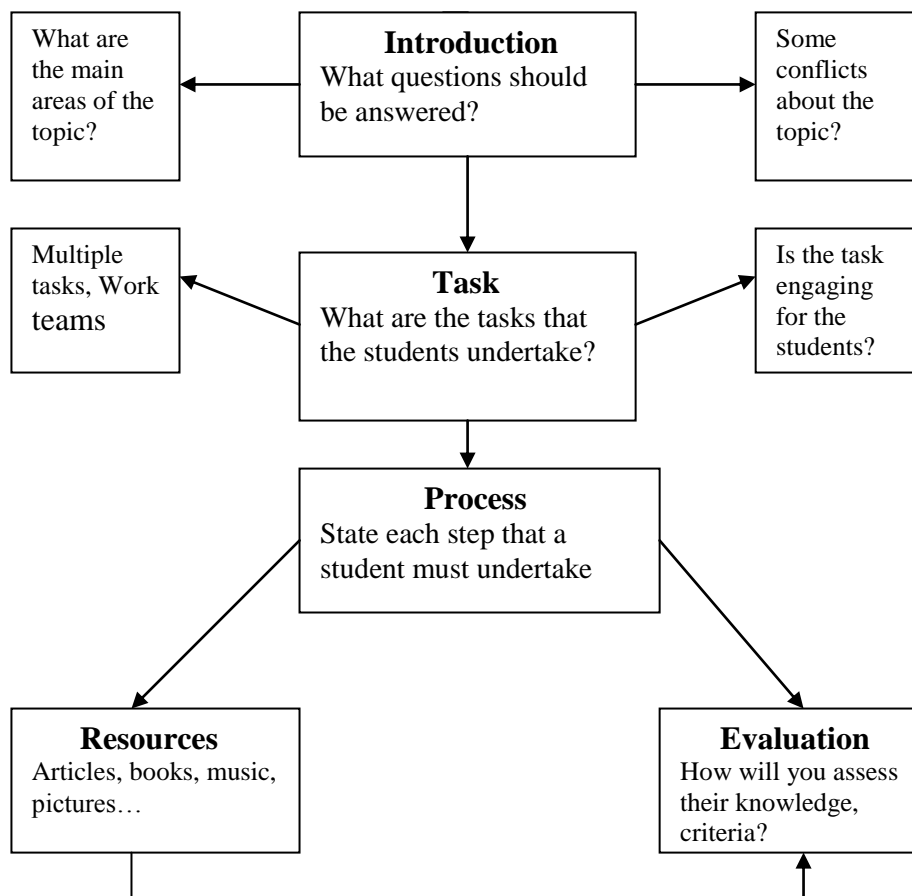 What are
the main
areas of the
topic?
Introduction
What questions should
be answered?
Some
conflicts
about the
topic?
Multiple
tasks, Work
teams
Task
What are the tasks that
the students undertake?
Is the task
engaging
for the
students?
Process
State each step that a
student must undertake
Resources
Articles, books, music,
pictures…
Evaluation
How will you assess
their knowledge,
criteria?